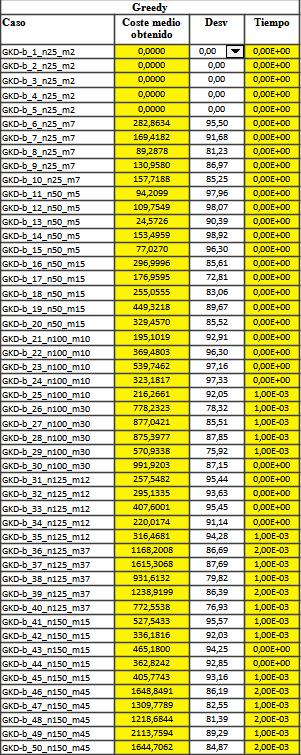 Greedy
Caso Coste medio obtenido Desv Tiempo
GKD-b_1_n25_m2 0,0000 0,00 0,00E+00
GKD-b_2_n25_m2 0,0000 0,00 0,00E+00
GKD-b_3_n25_m2 0,0000 0,00 0,00E+00
GKD-b_4_n25_m2 0,0000 0,00 0,00E+00
GKD-b_5_n25_m2 0,0000 0,00 0,00E+00
GKD-b_6_n25_m7 282,8634 95,50 0,00E+00
GKD-b_7_n25_m7 169,4182 91,68 0,00E+00
GKD-b_8_n25_m7 89,2878 81,23 0,00E+00
GKD-b_9_n25_m7 130,9580 86,97 0,00E+00
GKD-b_10_n25_m7 157,7188 85,25 0,00E+00
GKD-b_11_n50_m5 94,2099 97,96 0,00E+00
GKD-b_12_n50_m5 109,7549 98,07 0,00E+00
GKD-b_13_n50_m5 24,5726 90,39 0,00E+00
GKD-b_14_n50_m5 153,4959 98,92 0,00E+00
GKD-b_15_n50_m5 77,0270 96,30 0,00E+00
GKD-b_16_n50_m15 296,9996 85,61 0,00E+00
GKD-b_17_n50_m15 176,9595 72,81 0,00E+00
GKD-b_18_n50_m15 255,0555 83,06 0,00E+00
GKD-b_19_n50_m15 449,3218 89,67 0,00E+00
GKD-b_20_n50_m15 329,4570 85,52 0,00E+00
GKD-b_21_n100_m10 195,1019 92,91 0,00E+00
GKD-b_22_n100_m10 369,4803 96,30 0,00E+00
GKD-b_23_n100_m10 539,7462 97,16 0,00E+00
GKD-b_24_n100_m10 323,1817 97,33 0,00E+00
GKD-b_25_n100_m10 216,2661 92,05 1,00E-03
GKD-b_26_n100_m30 778,2323 78,32 1,00E-03
GKD-b_27_n100_m30 877,0421 85,51 1,00E-03
GKD-b_28_n100_m30 875,3977 87,85 1,00E-03
GKD-b_29_n100_m30 570,9338 75,92 1,00E-03
GKD-b_30_n100_m30 991,9203 87,15 0,00E+00
GKD-b_31_n125_m12 257,5482 95,44 0,00E+00
GKD-b_32_n125_m12 295,1335 93,63 0,00E+00
GKD-b_33_n125_m12 407,6001 95,45 0,00E+00
GKD-b_34_n125_m12 220,0174 91,14 0,00E+00
GKD-b_35_n125_m12 316,4681 94,28 1,00E-03
GKD-b_36_n125_m37 1168,2008 86,69 2,00E-03
GKD-b_37_n125_m37 1615,3068 87,69 1,00E-03
GKD-b_38_n125_m37 931,6132 79,82 1,00E-03
GKD-b_39_n125_m37 1238,9199 86,39 2,00E-03
GKD-b_40_n125_m37 772,5538 76,93 1,00E-03
GKD-b_41_n150_m15 527,5433 95,57 1,00E-03
GKD-b_42_n150_m15 336,1816 92,03 1,00E-03
GKD-b_43_n150_m15 465,1800 94,25 0,00E+00
GKD-b_44_n150_m15 362,8242 92,85 0,00E+00
GKD-b_45_n150_m15 405,7743 93,16 1,00E-03
GKD-b_46_n150_m45 1648,8491 86,19 2,00E-03
GKD-b_47_n150_m45 1309,7789 82,55 1,00E-03
GKD-b_48_n150_m45 1218,6844 81,39 2,00E-03
GKD-b_49_n150_m45 2113,7594 89,29 1,00E-03
GKD-b_50_n150_m45 1644,7062 84,87 2,00E-03